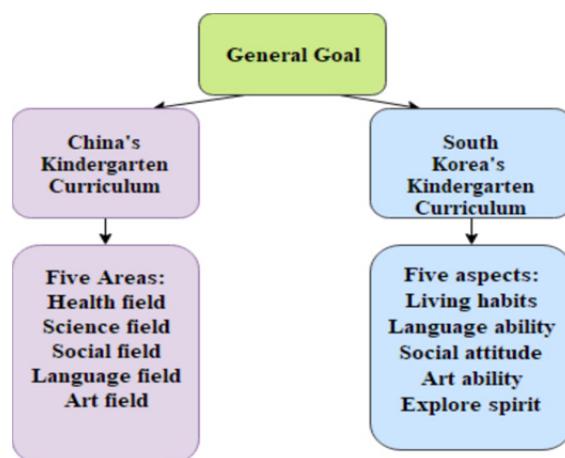 General Goal
China's
Kindergarten
Curriculum
South
Korea's
Kindergarten
Curriculum
Five Areas:
Health field
Science field
Social field
Language field
Art field
Five aspects:
Living habits
Language ability
Social attitude
Art ability
Explore spirit